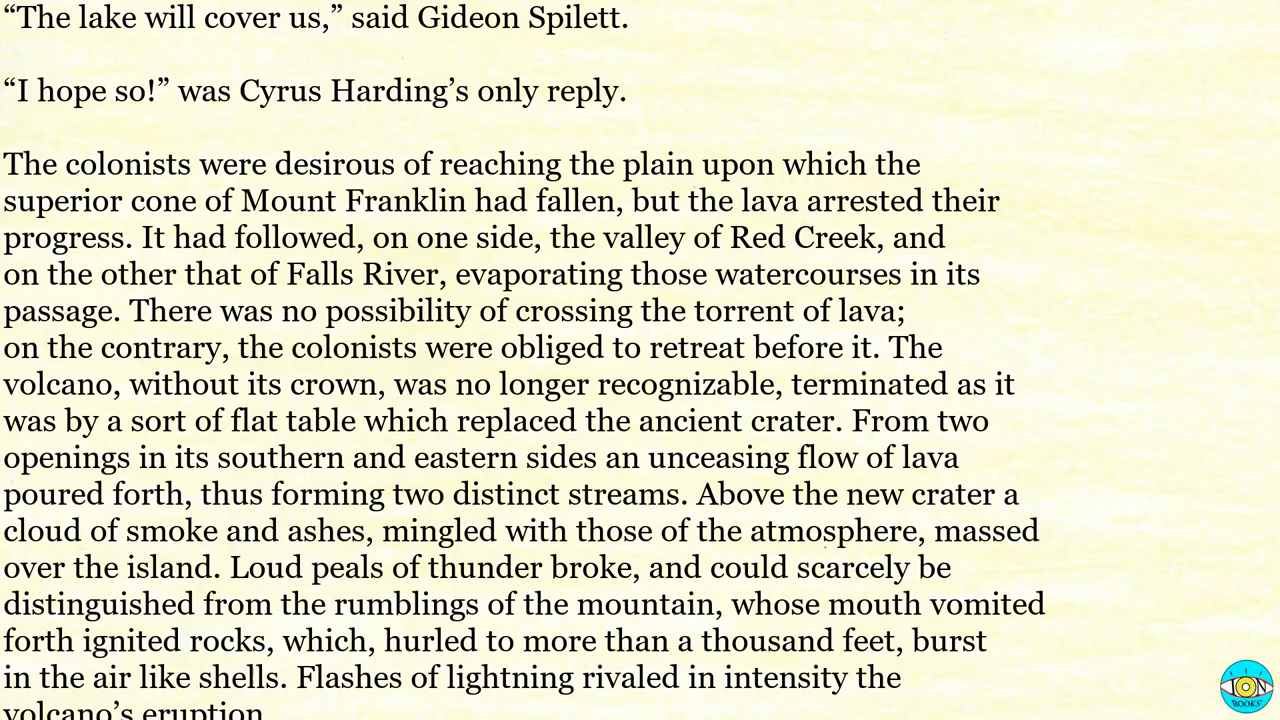 “The lake will cover us,” said Gideon Spilett.
“I hope so!” was Cyrus Harding’s only reply.
The colonists were desirous of reaching the plain upon which the
superior cone of Mount Franklin had fallen, but the lava arrested their
progress. It had followed, on one side, the valley of Red Creek, and
on the other that of Falls River, evaporating those watercourses in its
passage. There was no possibility of crossing the torrent of lava;
on the contrary, the colonists were obliged to retreat before it. The
volcano, without its crown, was no longer recognizable, terminated as it
was by a sort of flat table which replaced the ancient crater. From two
openings in its southern and eastern sides an unceasing flow of lava
poured forth, thus forming two distinct streams. Above the new crater a
cloud of smoke and ashes, mingled with those of the atmosphere, massed
over the island. Loud peals of thunder broke, and could scarcely be
distinguished from the rumblings of the mountain, whose mouth vomited
forth ignited rocks, which, hurled to more than a thousand feet, burst
in the air like shells. Flashes of lightning rivaled in intensity the
volcano’s eruption.
ION
BOOKS